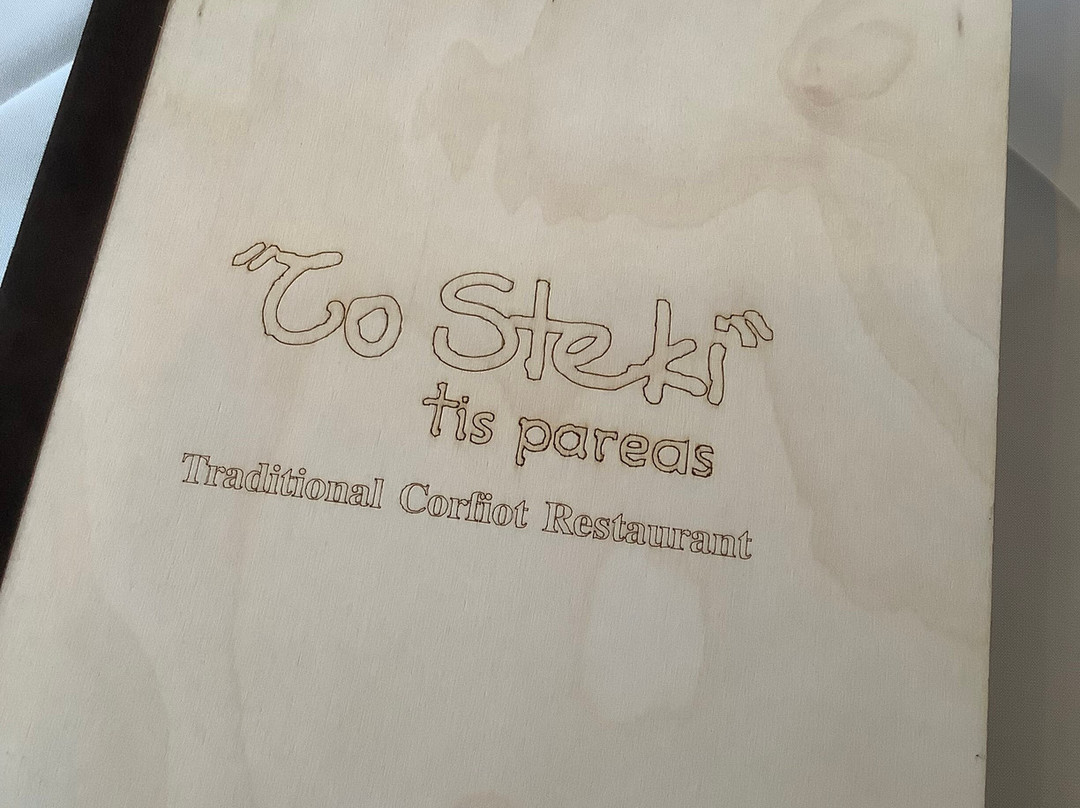 "To Steki"
tis pareas
Traditional Corfiot Restaurant